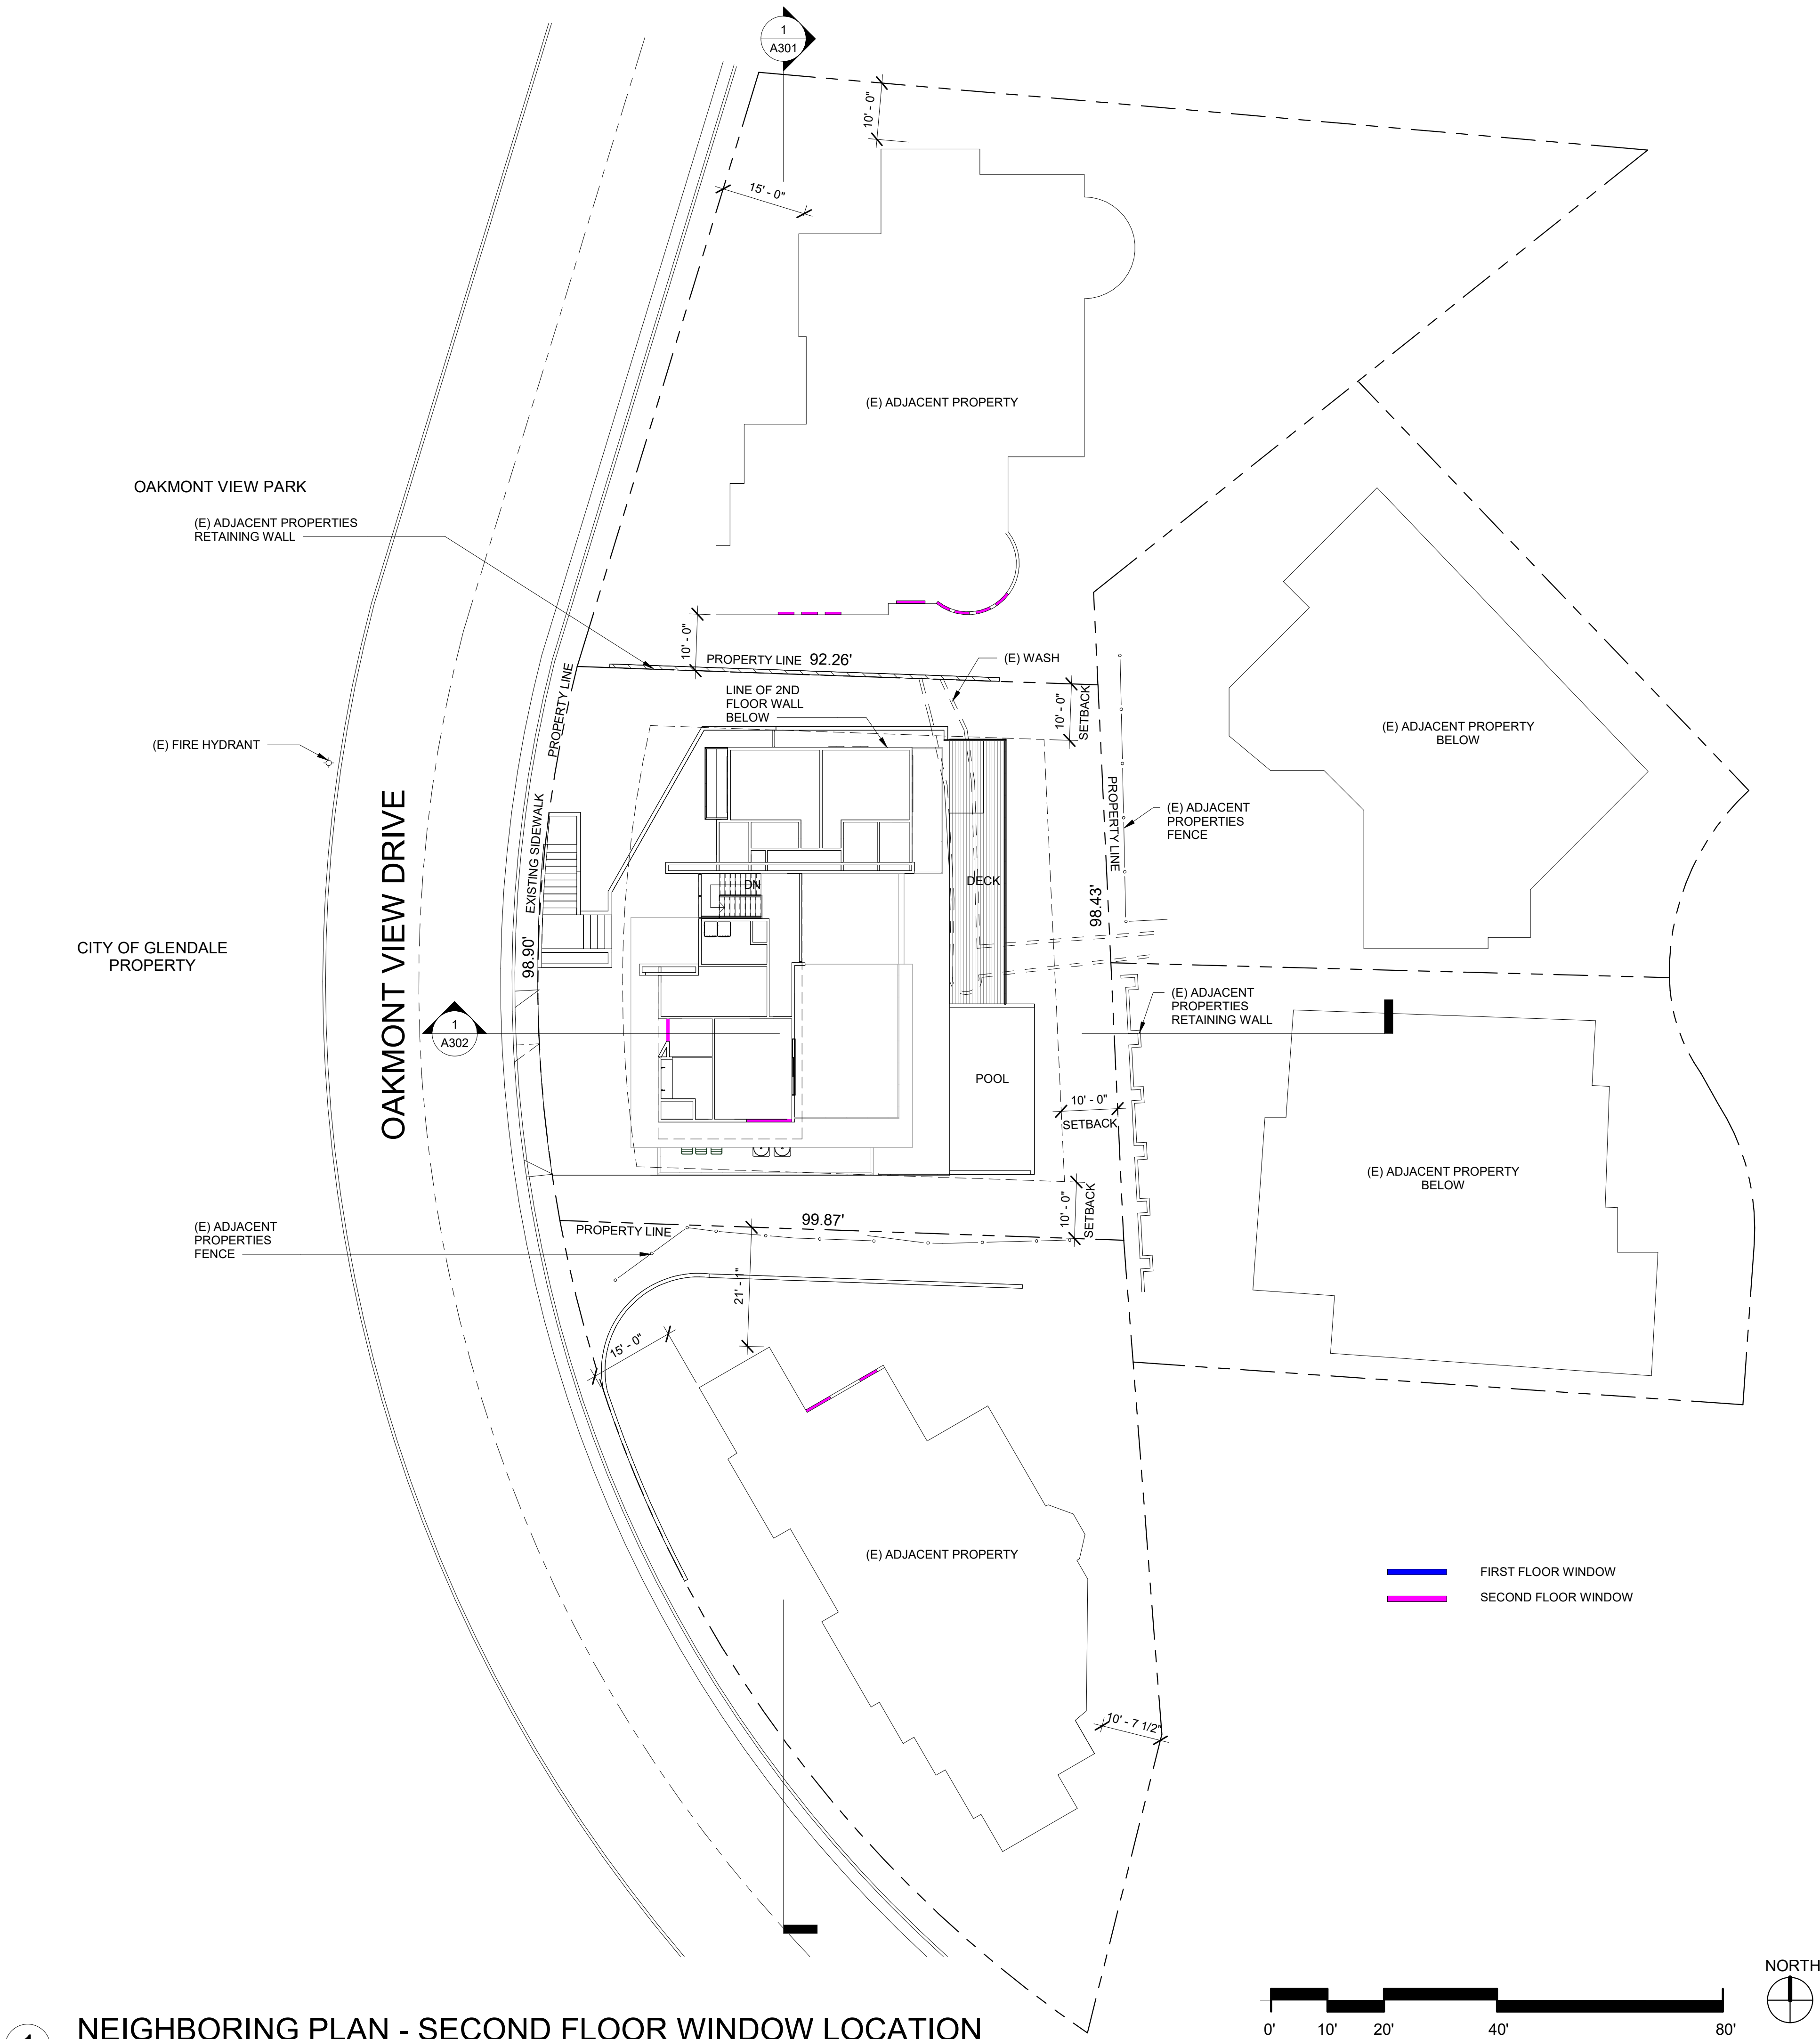 1
A301
10' - 0"
15' - 0"
(E) ADJACENT PROPERTY
OAKMONT VIEW PARK
(E) ADJACENT PROPERTIES
RETAINING WALL
10' - 0"
PROPERTY LINE 92.26'
(E) WASH
PROPERTY LINE
LINE OF 2ND
FLOOR WALL
BELOW
10' - 0"
SETBACK
(E) ADJACENT PROPERTY
BELOW
(E) FIRE HYDRANT
OAKMONT VIEW DRIVE
EXISTING SIDEWALK
98.90'
PROPERTY LINE
98.43'
(E) ADJACENT
PROPERTIES
FENCE
DN
DECK
CITY OF GLENDALE
PROPERTY
1
A302
(E) ADJACENT
PROPERTIES
RETAINING WALL
POOL
10' - 0"
SETBACK
(E) ADJACENT PROPERTY
BELOW
10' - 0"
SETBACK
(E) ADJACENT
PROPERTIES
FENCE
PROPERTY LINE
99.87'
21' - 1"
15' - 0"
(E) ADJACENT PROPERTY
FIRST FLOOR WINDOW
SECOND FLOOR WINDOW
10' - 7 1/2"
NORTH
0' 10' 20' 40' 80'
1
NEIGHBORING PLAN - SECOND FLOOR WINDOW LOCATION